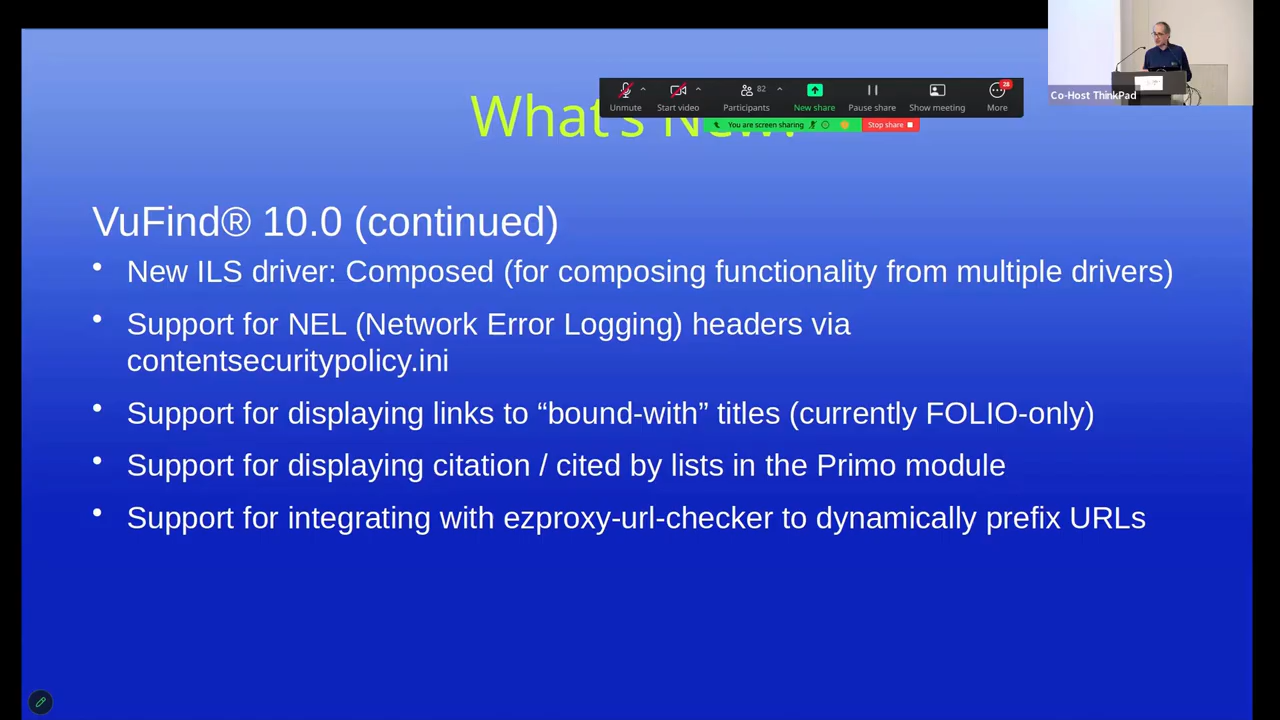 What's New?
Unmute
Start video
82
Participants
New share
Pause share
Show meeting
28
More
You are screen sharing
Stop share
Co-Host ThinkPad
VuFind® 10.0 (continued)
• New ILS driver: Composed (for composing functionality from multiple drivers)
• Support for NEL (Network Error Logging) headers via
contentsecuritypolicy.ini
• Support for displaying links to “bound-with” titles (currently FOLIO-only)
• Support for displaying citation / cited by lists in the Primo module
• Support for integrating with ezproxy-url-checker to dynamically prefix URLs